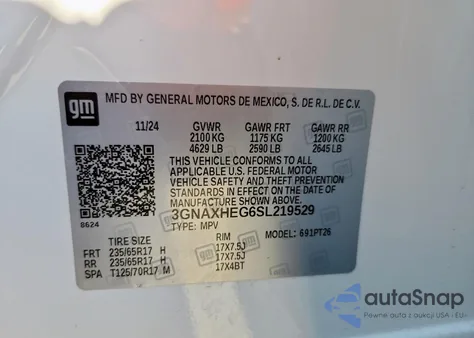 gm
MFD BY GENERAL MOTORS DE MEXICO, S. DE R.L. DE C.V.
11/24 GVWR GAWR FRT GAWR RR
2100 KG 1175 KG 1200 KG
4629 LB 2590 LB 2645 LB
THIS VEHICLE CONFORMS TO ALL
APPLICABLE U.S. FEDERAL MOTOR
VEHICLE SAFETY AND BUMPER
STANDARDS IN EFFECT ON THE DATE
OF MANUFACTURE SHOWN ABOVE.
3GNAXHEG6SL219529
8624
TYPE: MPV MODEL: 691PT26
TIRE SIZE RIM
FRT 235/65R17 H 17X7.5J
RR 235/65R17 H 17X7.5J
SPA T125/70R17 M 17X4BT
autaSnap
Pewne auta z aukcji USA i EU